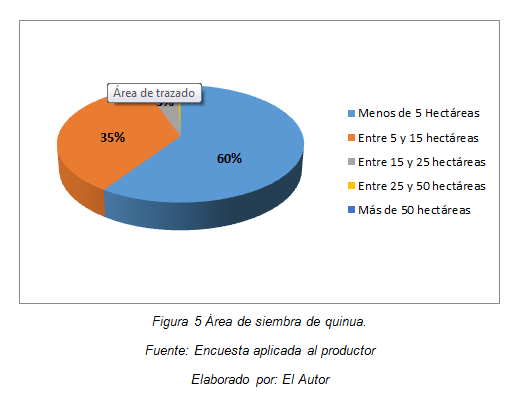 Área de trazado
35%
60%
Menos de 5 Hectáreas
Entre 5 y 15 hectáreas
Entre 15 y 25 hectáreas
Entre 25 y 50 hectáreas
Más de 50 hectáreas
Figura 5 Área de siembra de quinua.
Fuente: Encuesta aplicada al productor
Elaborado por: El Autor